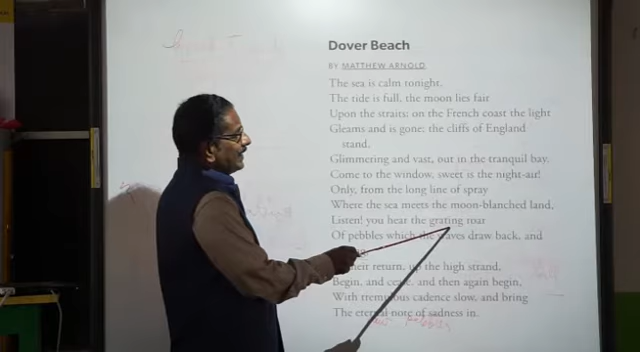 Dover Beach
BY MATTHEW ARNOLD
The sea is calm tonight.
The tide is full, the moon lies fair
Upon the straits; on the French coast the light
Gleams and is gone; the cliffs of England
stand,
Glimmering and vast, out in the tranquil bay.
Come to the window, sweet is the night-air!
Only, from the long line of spray
Where the sea meets the moon-blanched land,
Listen! you hear the grating roar
Of pebbles which the waves draw back, and
their return, up the high strand,
Begin, and cease, and then again begin,
With tremulous cadence slow, and bring
The eternal note of sadness in.